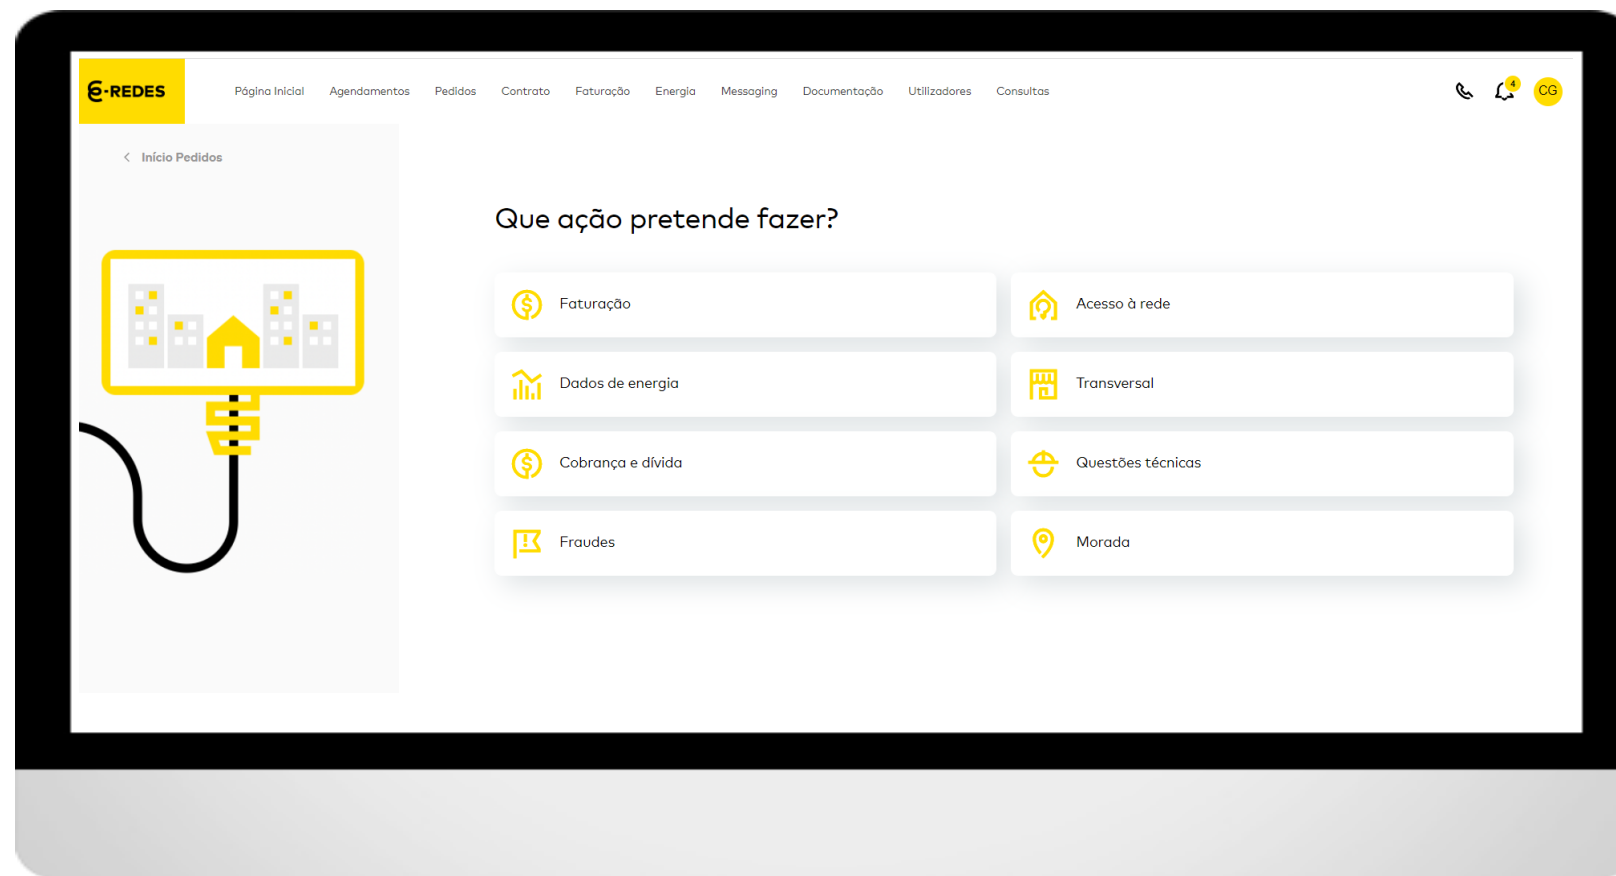 E-REDES
Página Inicial Agendamentos Pedidos Contrato Faturação Energia Messaging Documentação Utilizadores Consultas
4
CG
Início Pedidos
Que ação pretende fazer?
Faturação
Acesso à rede
Dados de energia
Transversal
Cobrança e dívida
Questões técnicas
Fraudes
Morada